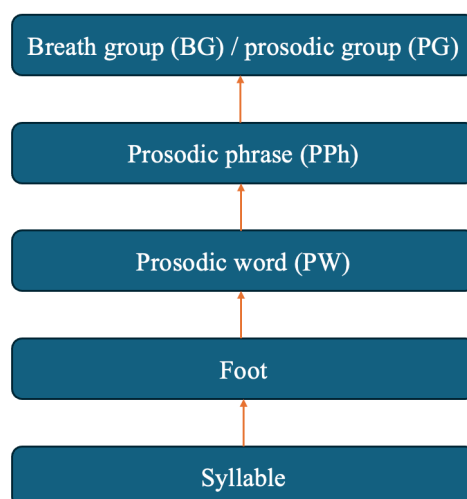 Breath group (BG) / prosodic group (PG)
Prosodic phrase (PPh)
Prosodic word (PW)
Foot
Syllable